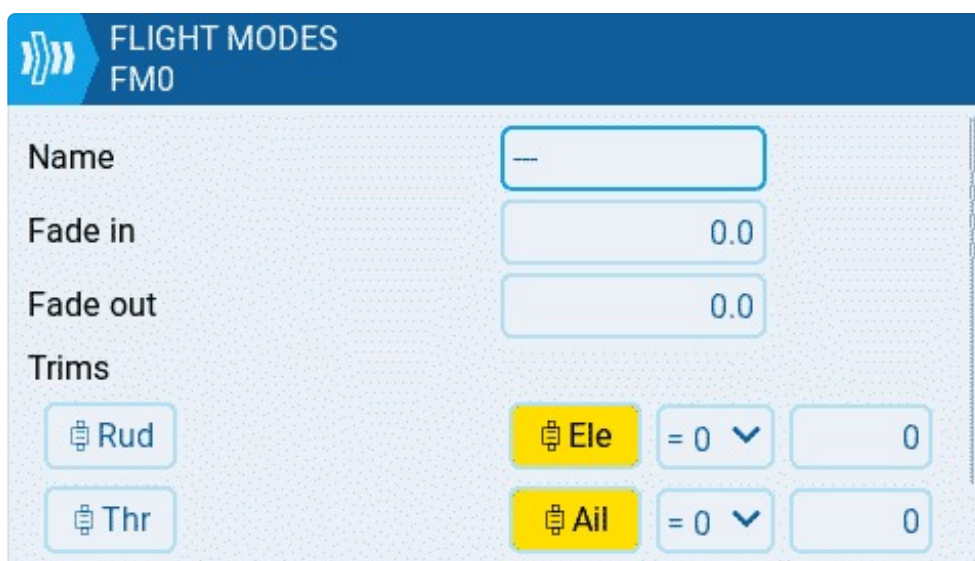 FLIGHT MODES
FM0
Name ---
Fade in 0.0
Fade out 0.0
Trims
Rud Ele = 0 0
Thr Ail = 0 0